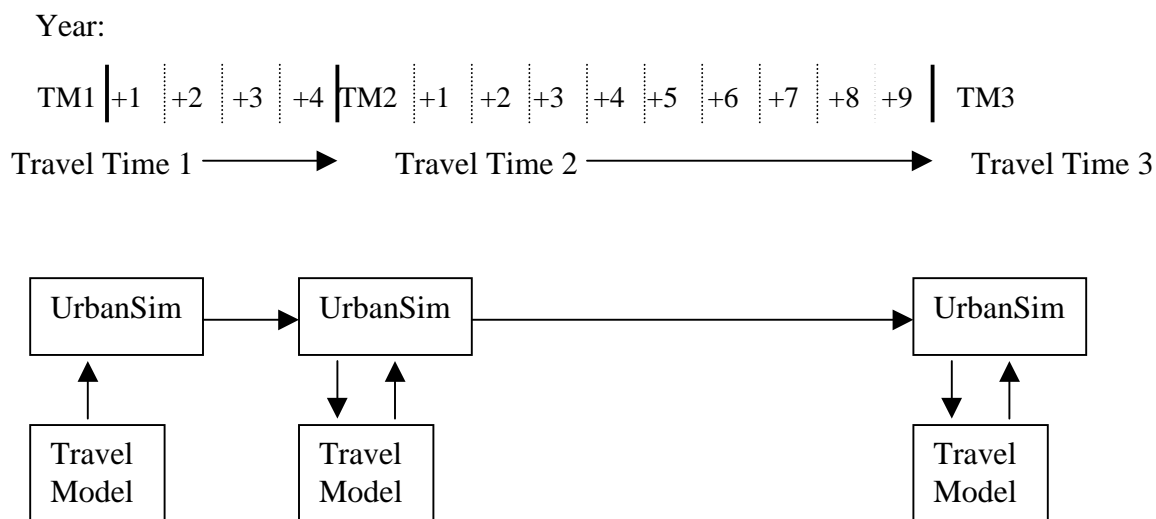 Year:
TM1 +1 +2 +3 +4 TM2 +1 +2 +3 +4 +5 +6 +7 +8 +9 TM3
Travel Time 1 Travel Time 2 Travel Time 3
UrbanSim UrbanSim UrbanSim
Travel Travel Travel
Model Model Model